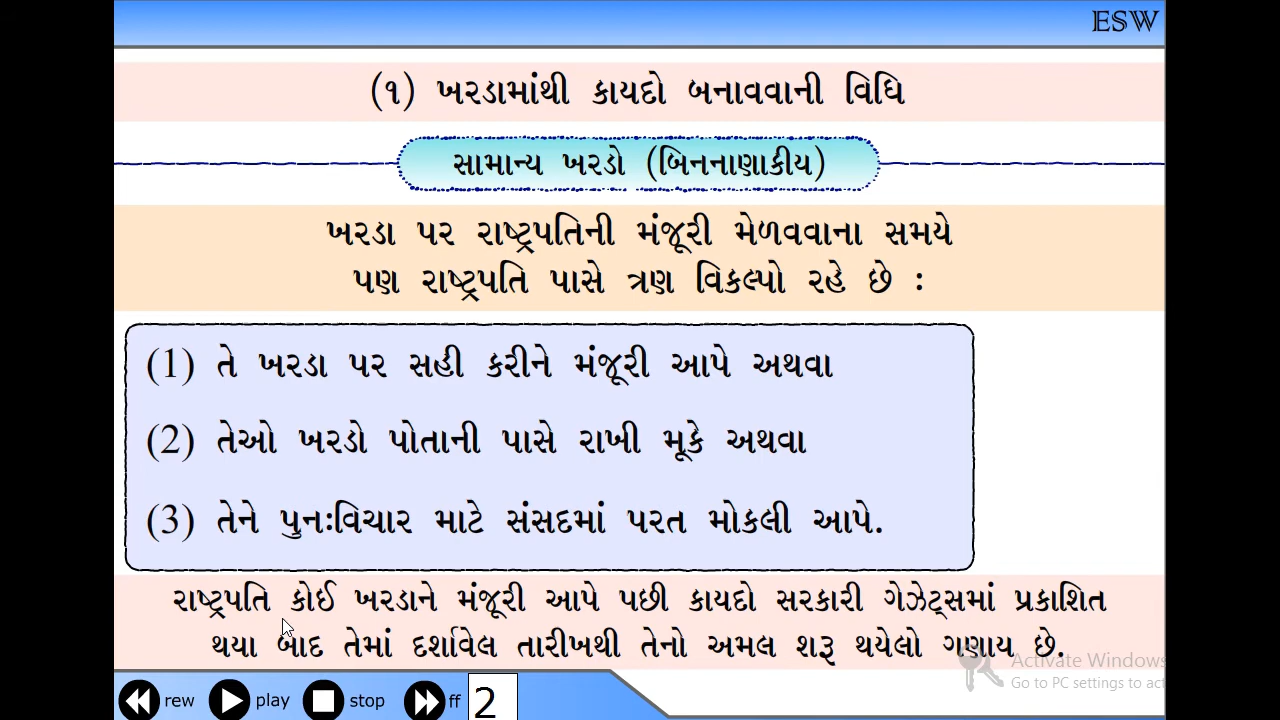 ESW
(૧) ખરડામાંથી કાયદો બનાવવાની વિધિ
સામાન્ય ખરડો (બિનનાણાકીય)
ખરડા પર રાષ્ટ્રપતિની મંજૂરી મેળવવાના સમયે
પણ રાષ્ટ્રપતિ પાસે ત્રણ વિકલ્પો રહે છે :
(1) તે ખરડા પર સહી કરીને મંજૂરી આપે અથવા
(2) તેઓ ખરડો પોતાની પાસે રાખી મૂકે અથવા
(3) તેને પુનઃવિચાર માટે સંસદમાં પરત મોકલી આપે.
રાષ્ટ્રપતિ કોઈ ખરડાને મંજૂરી આપે પછી કાયદો સરકારી ગેઝેટ્સમાં પ્રકાશિત
થયા બાદ તેમાં દર્શાવેલ તારીખથી તેનો અમલ શરૂ થયેલો ગણાય છે.
Activate Windows
Go to PC settings to act
rew play stop ff 2